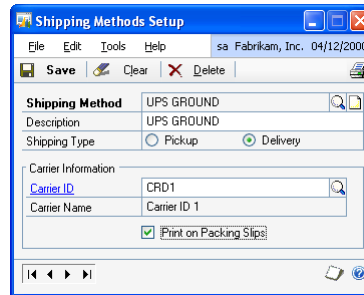 Shipping Methods Setup
File Edit Tools Help sa Fabrikam, Inc. 04/12/200
Save Clear Delete
Shipping Method UPS GROUND
Description UPS GROUND
Shipping Type Pickup Delivery
Carrier Information
Carrier ID CRD1
Carrier Name Carrier ID 1
Print on Packing Slips